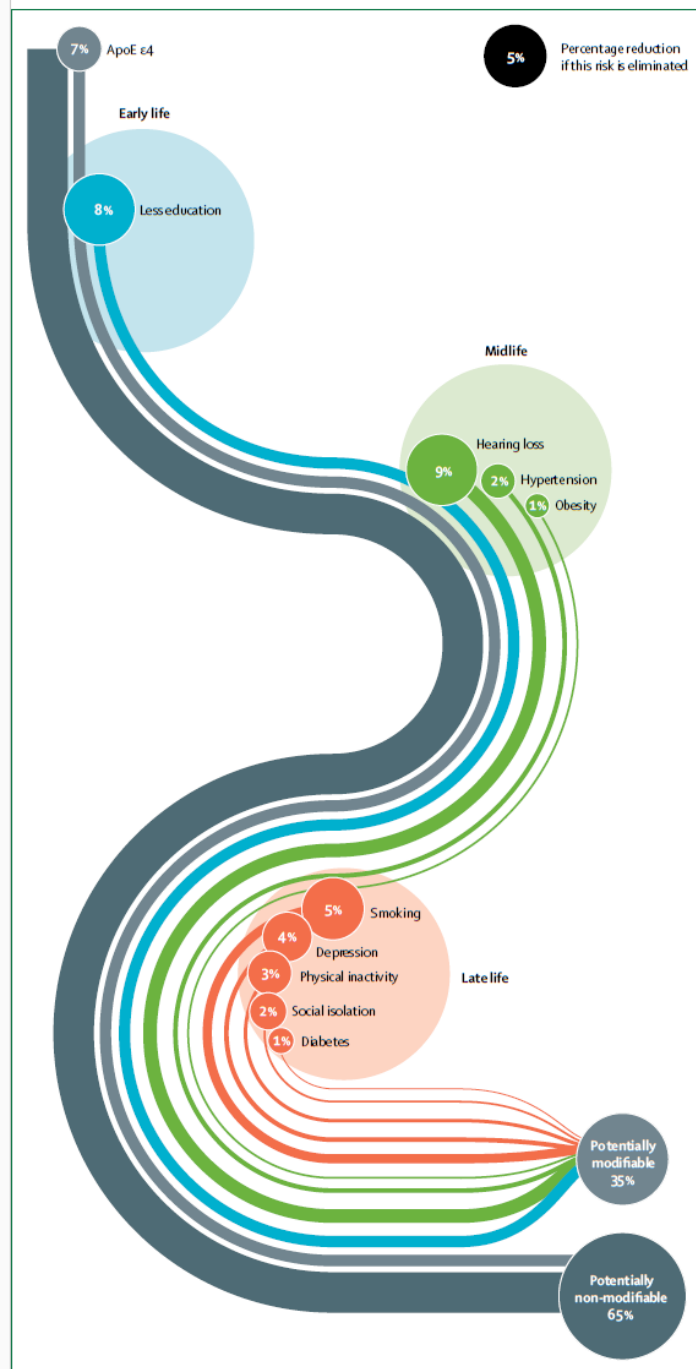 7%
ApoE ε4
5%
Percentage reduction
if this risk is eliminated
Early life
8%
Less education
Midlife
Hearing loss
9%
2%
Hypertension
1%
Obesity
5%
Smoking
4%
Depression
3%
Physical inactivity
Late life
2%
Social isolation
1%
Diabetes
Potentially
modifiable
35%
Potentially
non-modifiable
65%